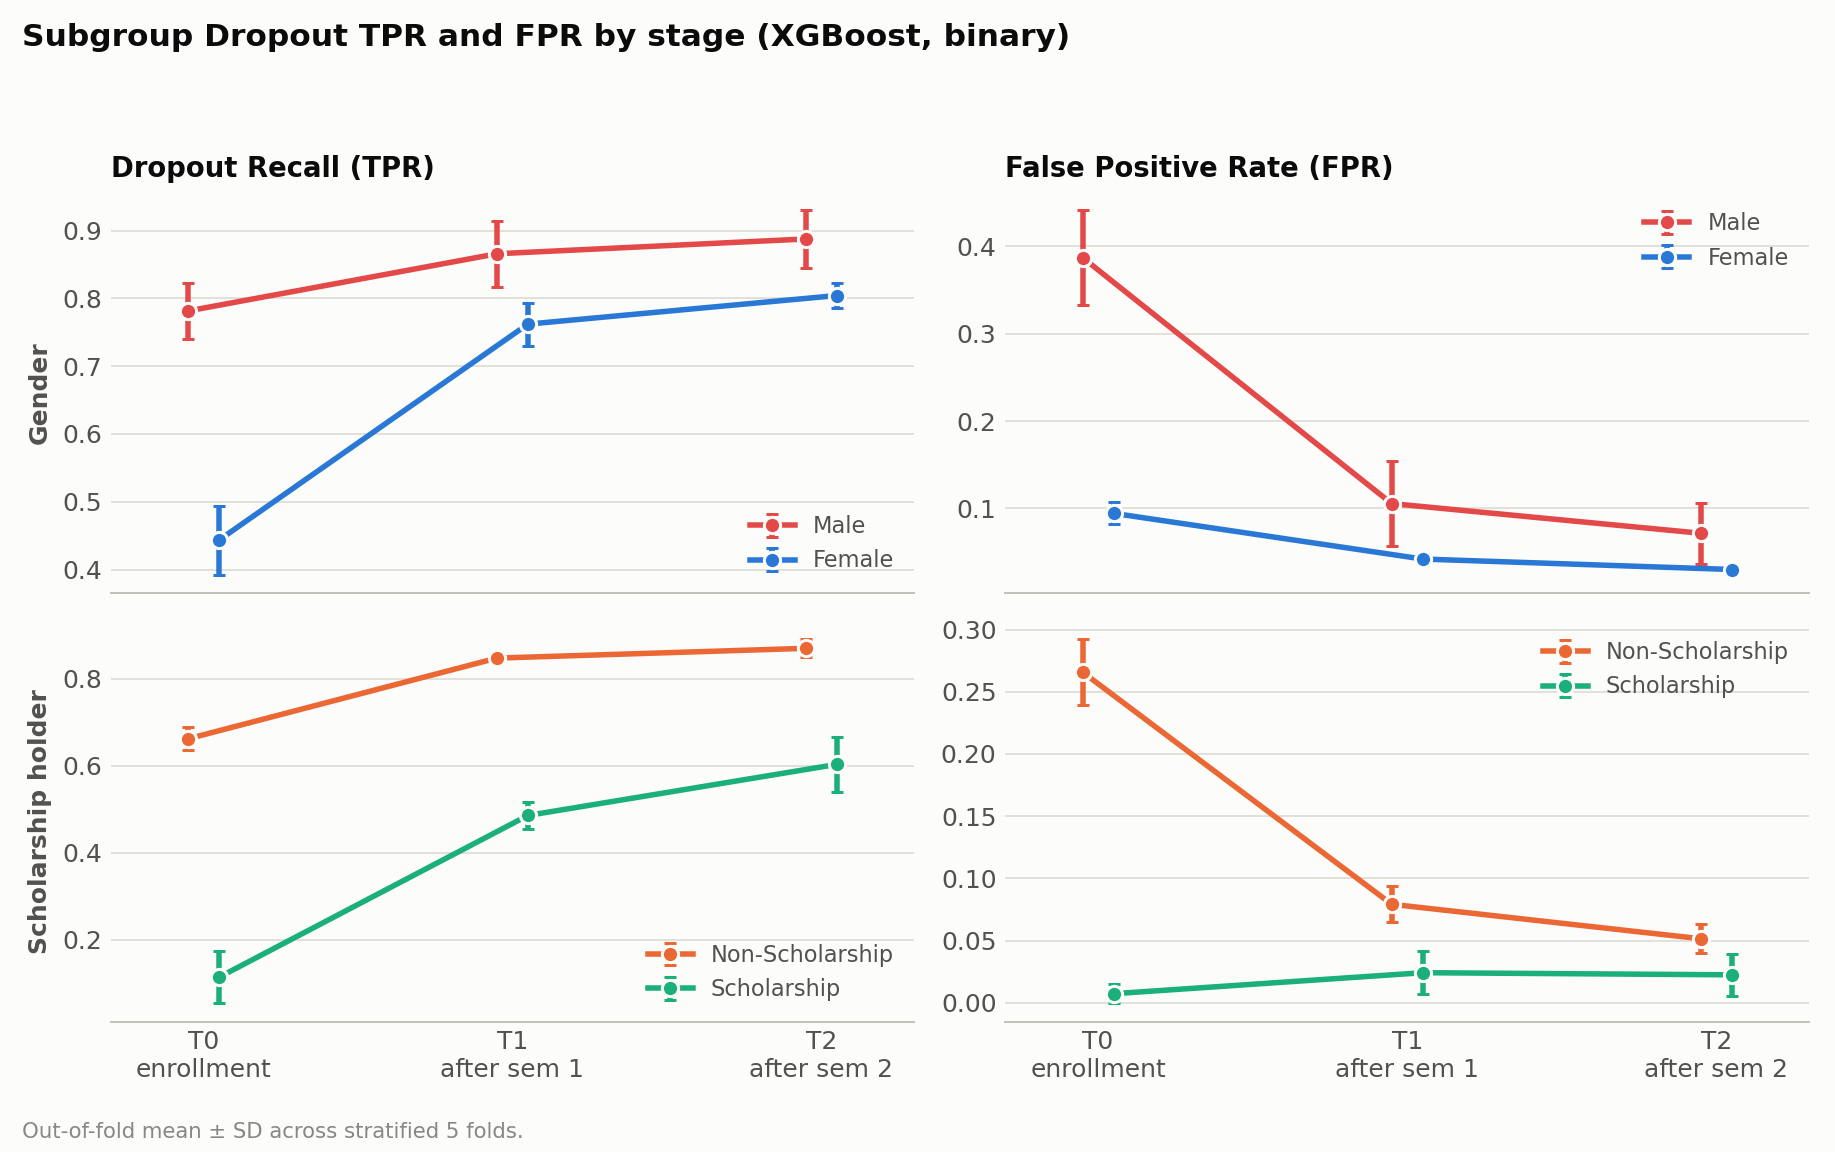 Subgroup Dropout TPR and FPR by stage (XGBoost, binary)
Dropout Recall (TPR)
Gender
0.9
0.8
0.7
0.6
0.5
0.4
Male
Female
False Positive Rate (FPR)
0.4
0.3
0.2
0.1
Male
Female
Scholarship holder
0.8
0.6
0.4
0.2
Non-Scholarship
Scholarship
T0
enrollment
T1
after sem 1
T2
after sem 2
0.30
0.25
0.20
0.15
0.10
0.05
0.00
Non-Scholarship
Scholarship
T0
enrollment
T1
after sem 1
T2
after sem 2
Out-of-fold mean ± SD across stratified 5 folds.